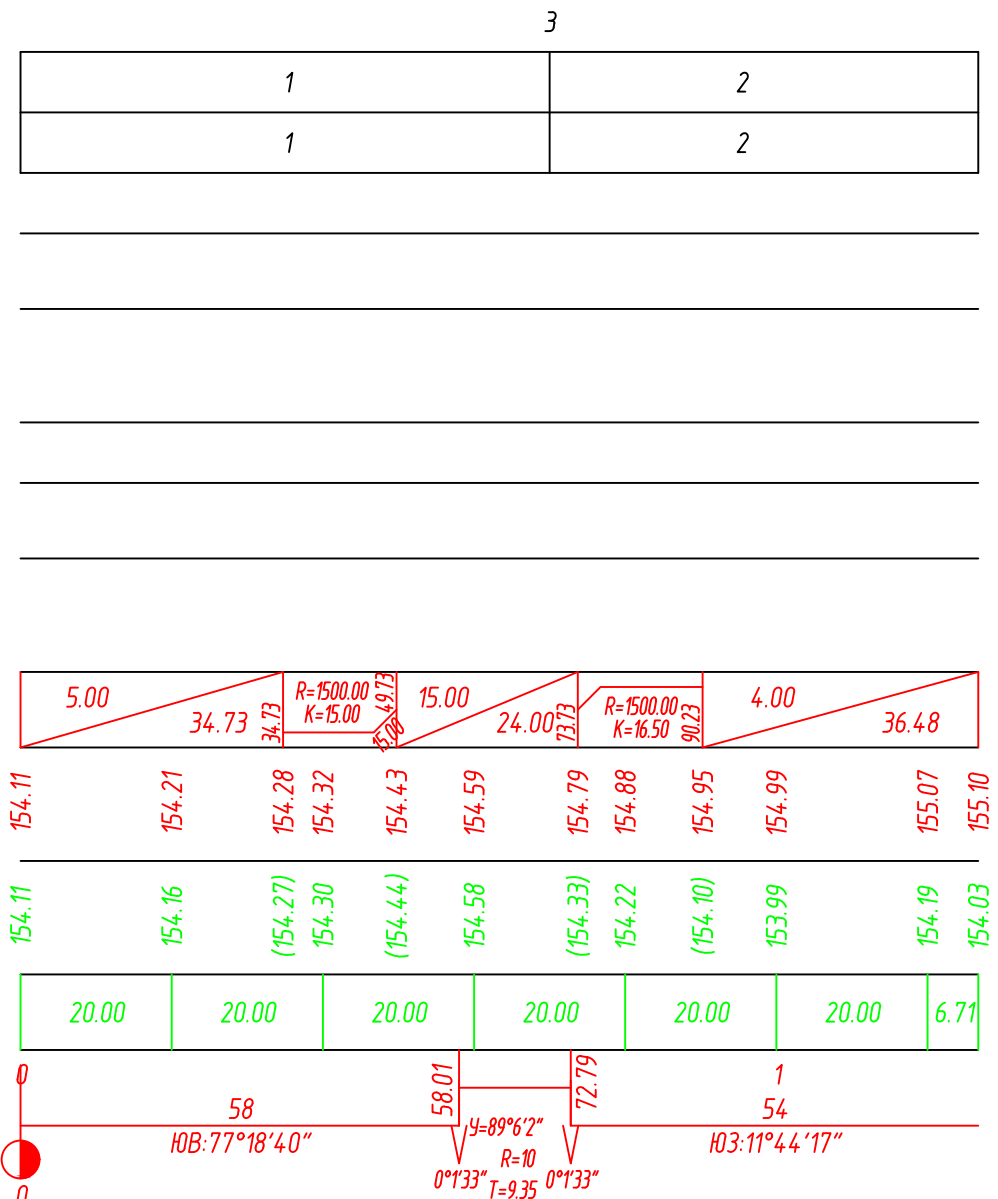 3
1 2
1 2
5.00 34.73 34.73 R=1500.00 K=15.00 49.73 15.00 15.00 24.00 73.73 R=1500.00 K=16.50 90.23 4.00 36.48
154.11 154.21 154.28 154.32 154.43 154.59 154.79 154.88 154.95 154.99 155.07 155.10
154.11 154.16 (154.27) 154.30 (154.44) 154.58 (154.33) 154.22 (154.10) 153.99 154.19 154.03
20.00 20.00 20.00 20.00 20.00 20.00 6.71
0 58.01 72.79 1
58 54
ЮВ:77°18'40" У=89°6'2" ЮЗ:11°44'17"
R=10
0°1'33" T=9.35 0°1'33"
п